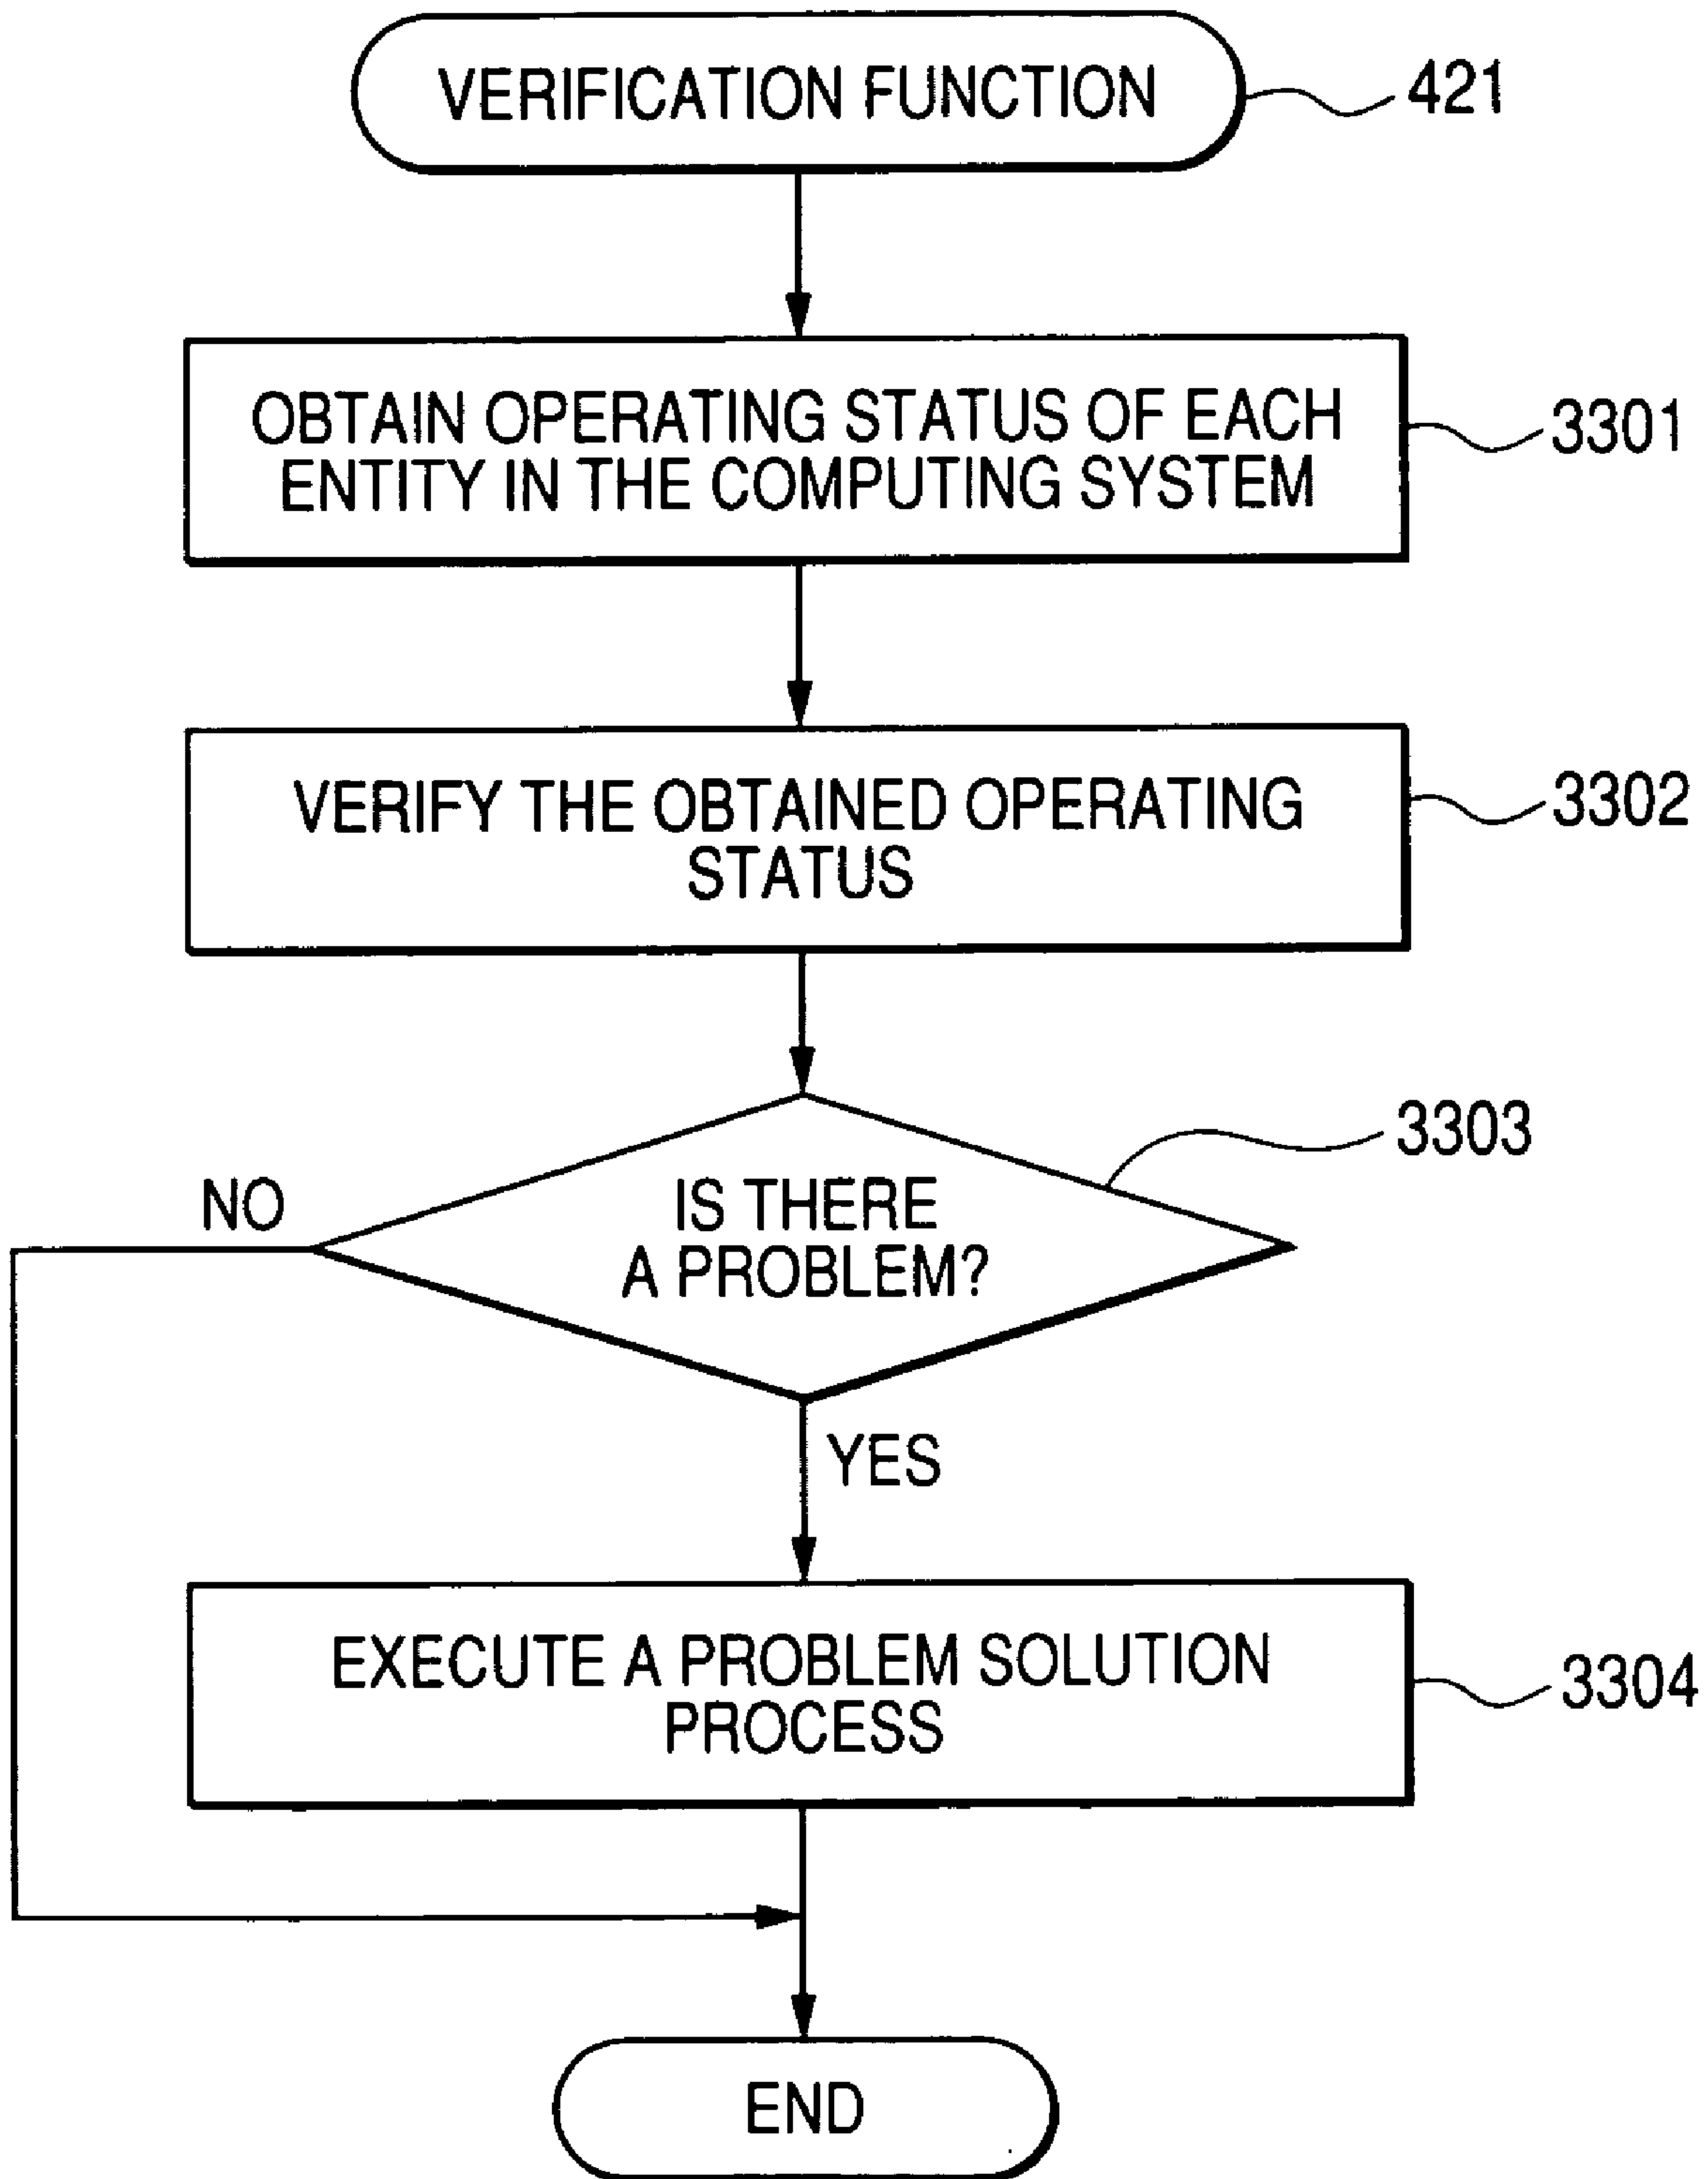 VERIFICATION FUNCTION
421
OBTAIN OPERATING STATUS OF EACH
ENTITY IN THE COMPUTING SYSTEM
3301
VERIFY THE OBTAINED OPERATING
STATUS
3302
IS THERE
A PROBLEM?
3303
NO
YES
EXECUTE A PROBLEM SOLUTION
PROCESS
3304
END